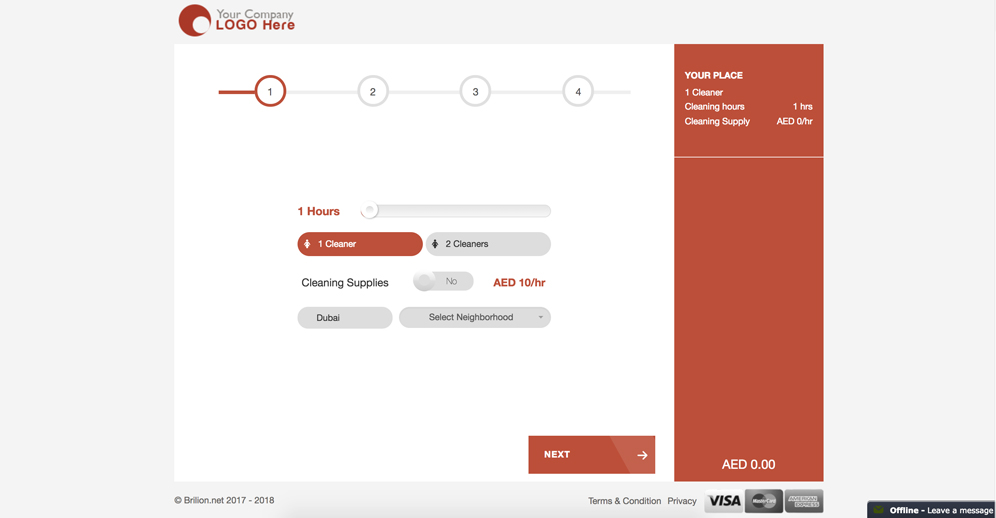 Your Company
LOGO Here
1
2
3
4
YOUR PLACE
1 Cleaner
Cleaning hours 1 hrs
Cleaning Supply AED 0/hr
1 Hours
1 Cleaner
2 Cleaners
Cleaning Supplies No AED 10/hr
Dubai
Select Neighborhood
NEXT
AED 0.00
© Brilion.net 2017 - 2018
Terms & Condition Privacy
VISA
MasterCard
AMERICAN
EXPRESS
Offline - Leave a message